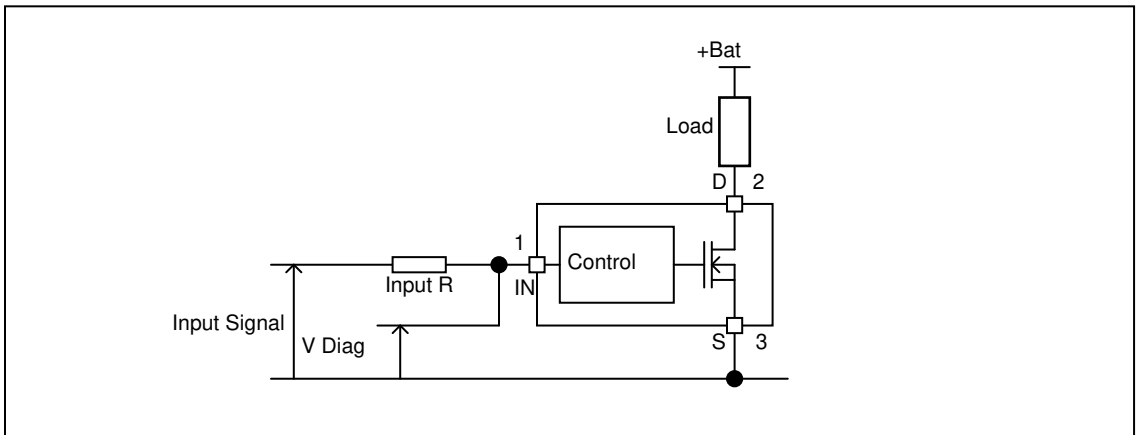 +Bat
Load
D 2
1
Control
Input R
IN
Input Signal
V Diag
S 3